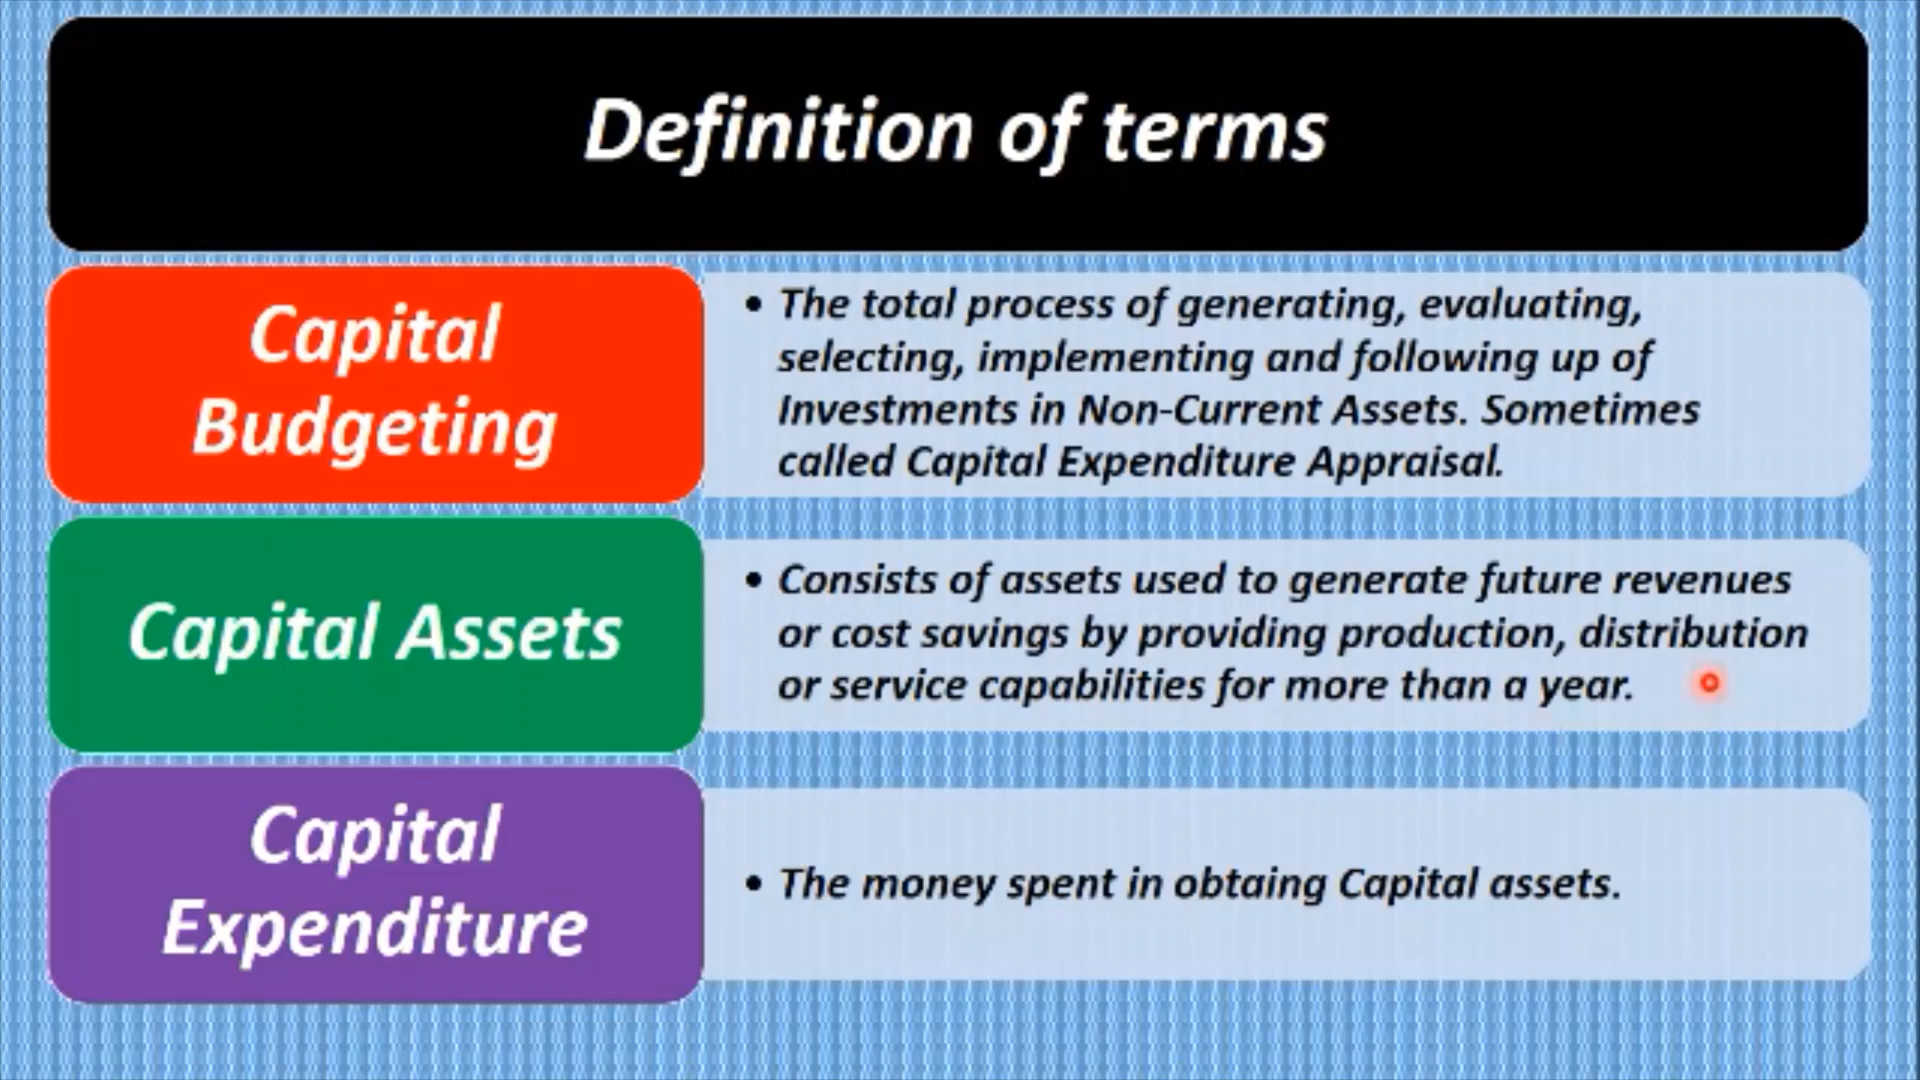 Definition of terms
Capital
Budgeting
• The total process of generating, evaluating,
selecting, implementing and following up of
Investments in Non-Current Assets. Sometimes
called Capital Expenditure Appraisal.
Capital Assets
• Consists of assets used to generate future revenues
or cost savings by providing production, distribution
or service capabilities for more than a year.
Capital
Expenditure
• The money spent in obtaing Capital assets.